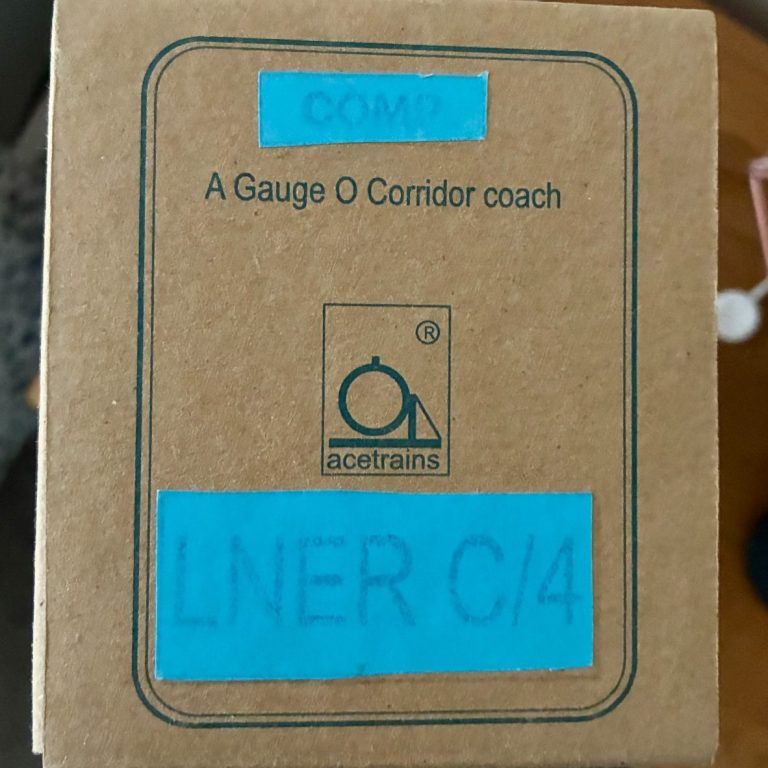 COMP
A Gauge O Corridor coach
®
acetrains
LNER C/4